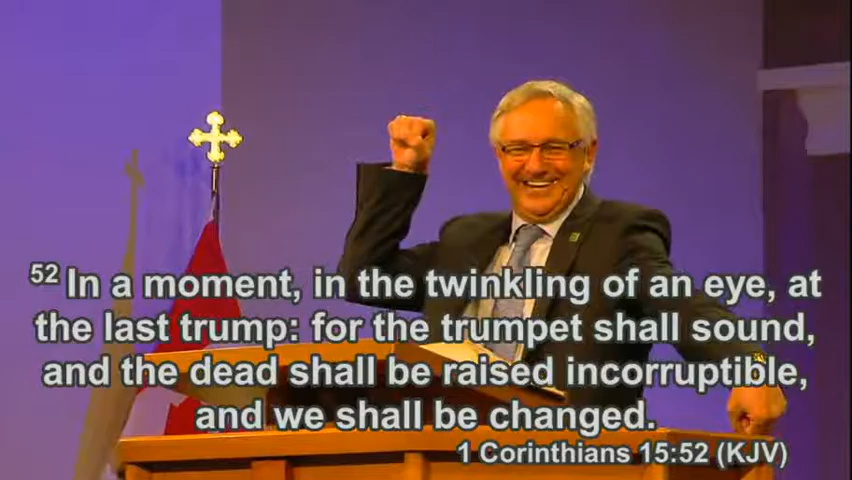 52 In a moment, in the twinkling of an eye, at
the last trump: for the trumpet shall sound,
and the dead shall be raised incorruptible,
and we shall be changed.
1 Corinthians 15:52 (KJV)